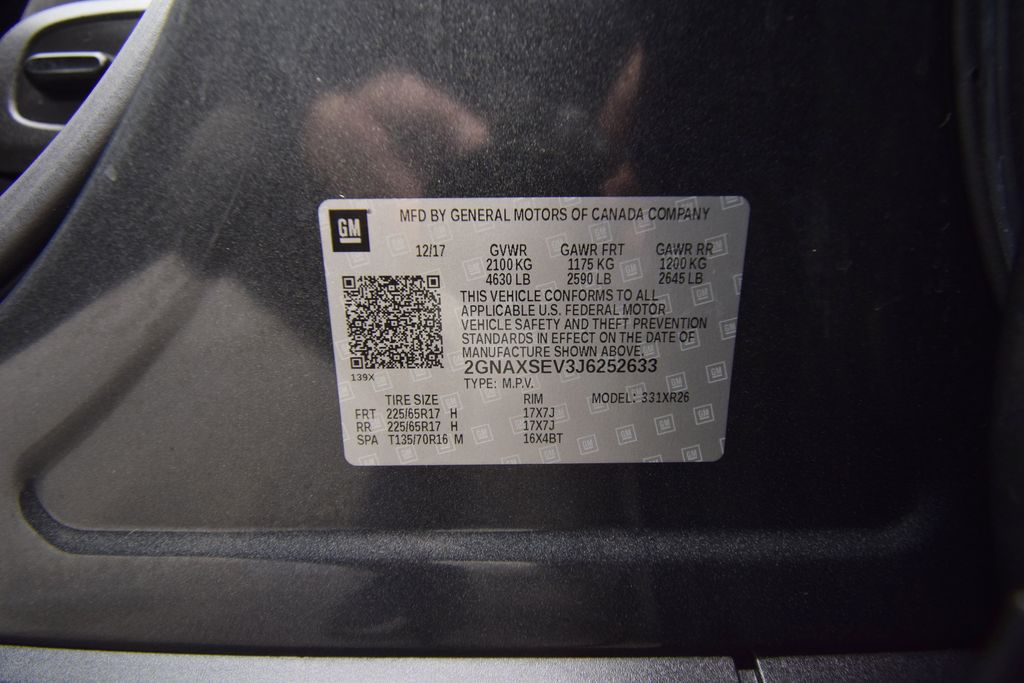 GM
MFD BY GENERAL MOTORS OF CANADA COMPANY
12/17 GVWR GAWR FRT GAWR RR
2100 KG 1175 KG 1200 KG
4630 LB 2590 LB 2645 LB
THIS VEHICLE CONFORMS TO ALL
APPLICABLE U.S. FEDERAL MOTOR
VEHICLE SAFETY AND THEFT PREVENTION
STANDARDS IN EFFECT ON THE DATE OF
MANUFACTURE SHOWN ABOVE.
2GNAXSEV3J6252633
139X
TYPE: M.P.V.
TIRE SIZE RIM MODEL: 331XR26
FRT 225/65R17 H 17X7J
RR 225/65R17 H 17X7J
SPA T135/70R16 M 16X4BT